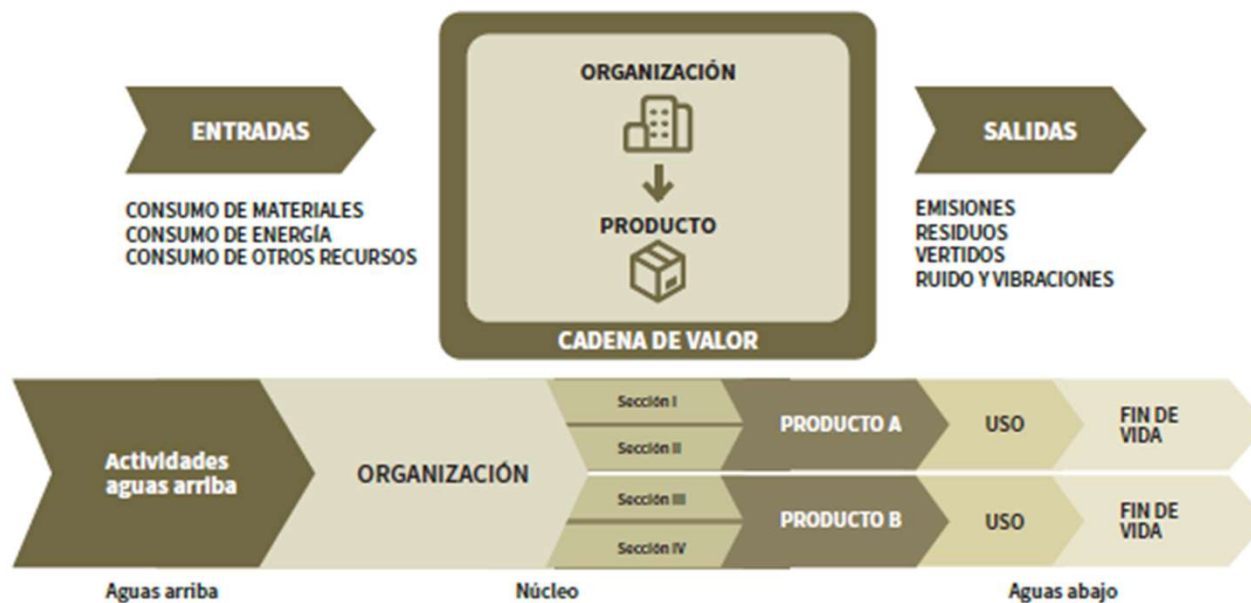 ENTRADAS
CONSUMO DE MATERIALES
CONSUMO DE ENERGÍA
CONSUMO DE OTROS RECURSOS
ORGANIZACIÓN
PRODUCTO
CADENA DE VALOR
SALIDAS
EMISIONES
RESIDUOS
VERTIDOS
RUIDO Y VIBRACIONES
Actividades
aguas arriba
ORGANIZACIÓN
Sección I
Sección II
Sección III
Sección IV
PRODUCTO A
USO
FIN DE
VIDA
PRODUCTO B
USO
FIN DE
VIDA
Aguas arriba
Núcleo
Aguas abajo